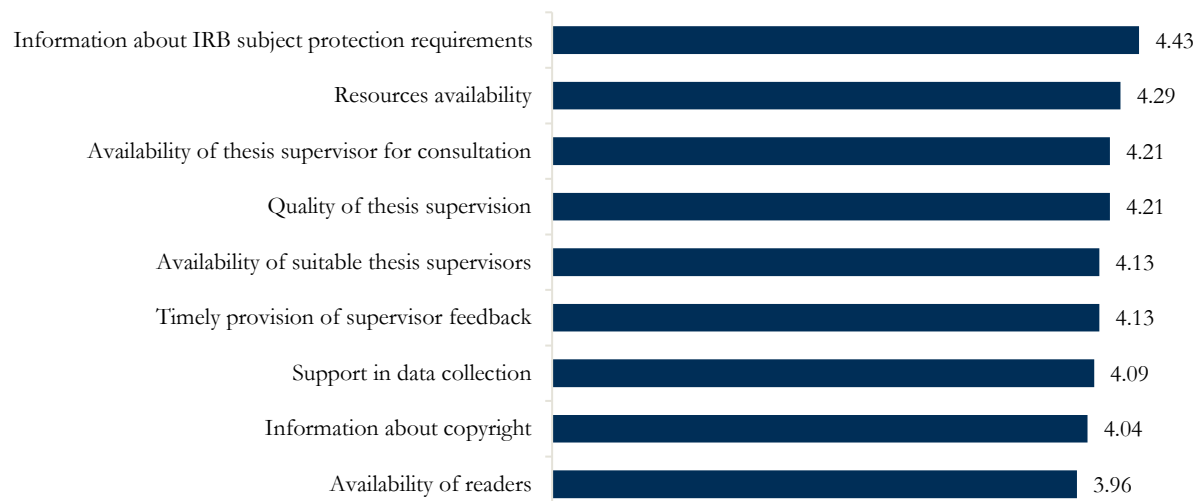 Information about IRB subject protection requirements 4.43
Resources availability 4.29
Availability of thesis supervisor for consultation 4.21
Quality of thesis supervision 4.21
Availability of suitable thesis supervisors 4.13
Timely provision of supervisor feedback 4.13
Support in data collection 4.09
Information about copyright 4.04
Availability of readers 3.96